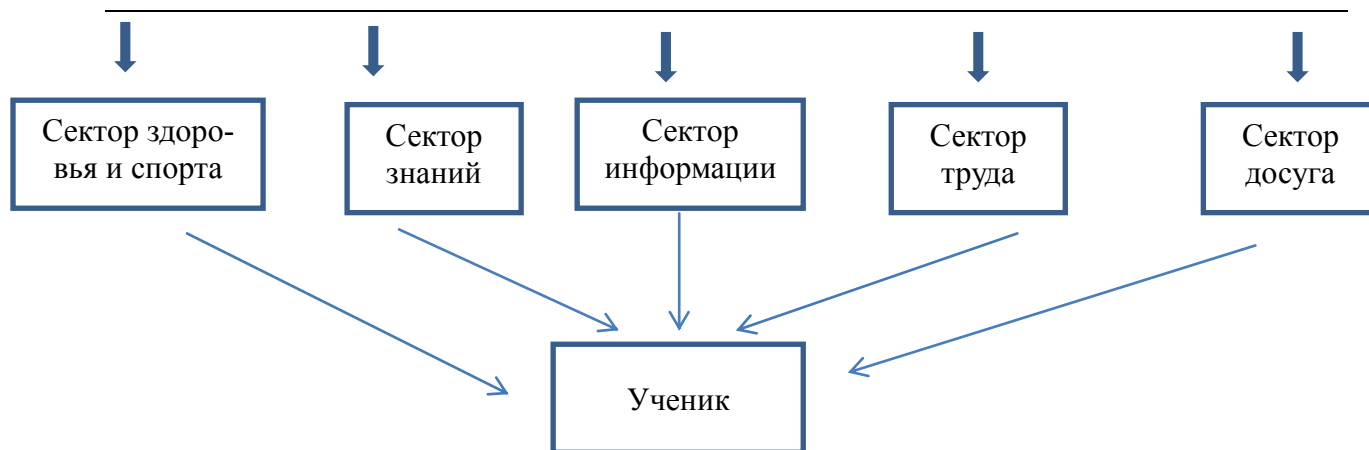 Сектор здоро-
вья и спорта
Сектор
знаний
Сектор
информации
Сектор
труда
Сектор
досуга
Ученик